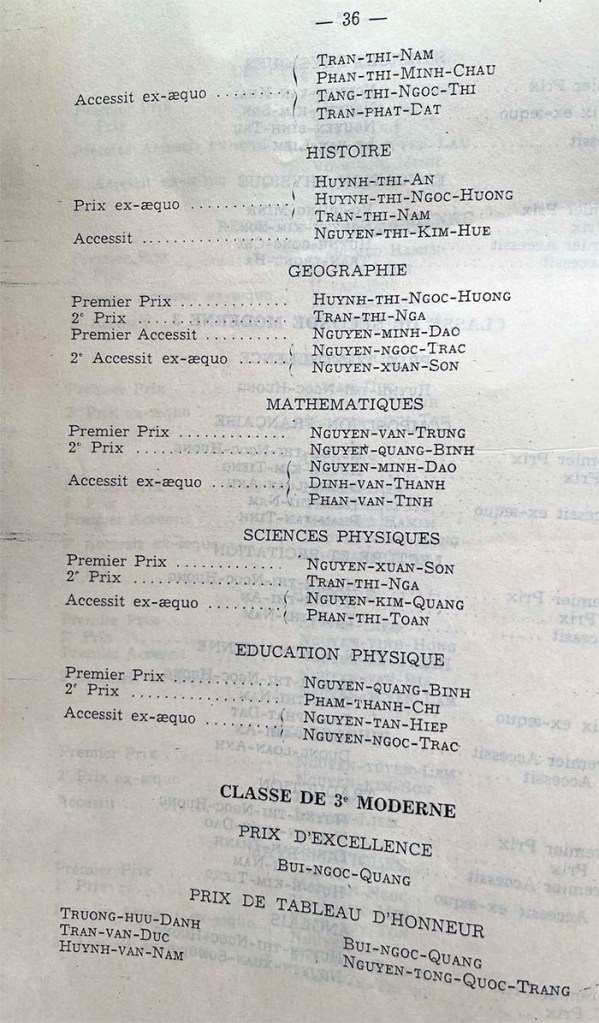 — 36 —
TRAN-THI-NAM
PHAN-THI-MINH-CHAU
Accessit ex-æquo ......... TANG-THI-NGOC-THI
TRAN-PHAT-DAT
HISTOIRE
HUYNH-THI-AN
Prix ex-æquo ............ HUYNH-THI-NGOC-HUONG
TRAN-THI-NAM
Accessit .................. NGUYEN-THI-KIM-HUE
GEOGRAPHIE
Premier Prix ............. HUYNH-THI-NGOC-HUONG
2e Prix .................. TRAN-THI-NGA
Premier Accessit .......... NGUYEN-MINH-DAO
2e Accessit ex-æquo ...... NGUYEN-NGOC-TRAC
NGUYEN-XUAN-SON
MATHEMATIQUES
Premier Prix ............. NGUYEN-VAN-TRUNG
2e Prix .................. NGUYEN-QUANG-BINH
NGUYEN-MINH-DAO
Accessit ex-æquo ......... DINH-VAN-THANH
PHAN-VAN-TINH
SCIENCES PHYSIQUES
Premier Prix ............. NGUYEN-XUAN-SON
2e Prix .................. TRAN-THI-NGA
Accessit ex-æquo ......... NGUYEN-KIM-QUANG
PHAN-THI-TOAN
EDUCATION PHYSIQUE
Premier Prix ............. NGUYEN-QUANG-BINH
2e Prix .................. PHAM-THANH-CHI
Accessit ex-æquo ......... NGUYEN-TAN-HIEP
NGUYEN-NGOC-TRAC
CLASSE DE 3e MODERNE
PRIX D'EXCELLENCE
BUI-NGOC-QUANG
PRIX DE TABLEAU D'HONNEUR
TRUONG-HUU-DANH
TRAN-VAN-DUC
HUYNH-VAN-NAM
BUI-NGOC-QUANG
NGUYEN-TONG-QUOC-TRANG